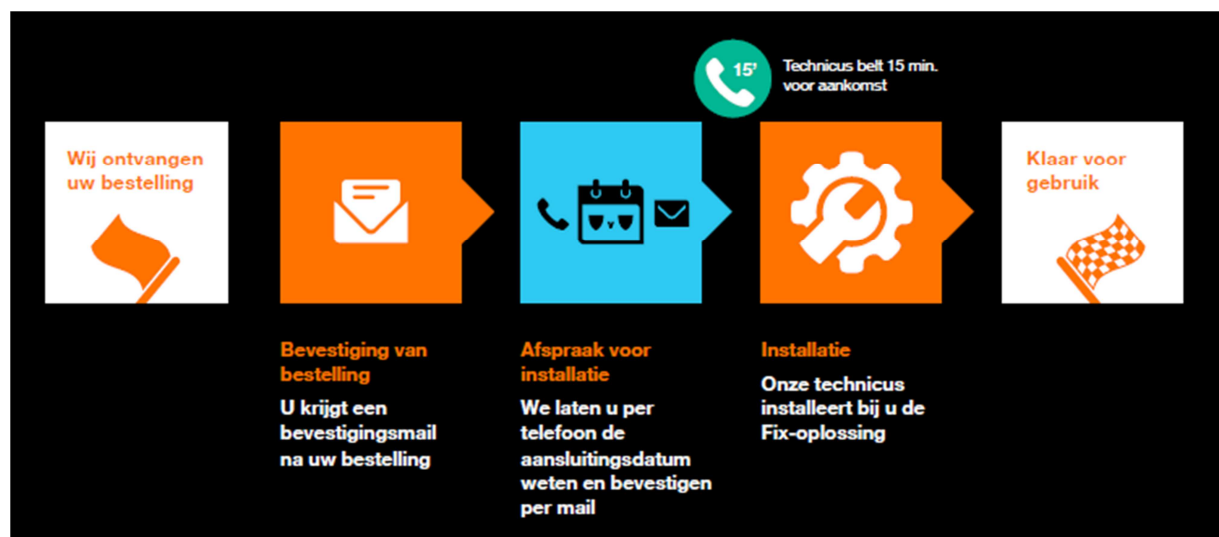 15'
Technicus belt 15 min.
voor aankomst
Wij ontvangen
uw bestelling
Klaar voor
gebruik
Bevestiging van
bestelling
U krijgt een
bevestigingsmail
na uw bestelling
Afspraak voor
installatie
We laten u per
telefoon de
aansluitingsdatum
weten en bevestigen
per mail
Installatie
Onze technicus
installeert bij u de
Fix-oplossing